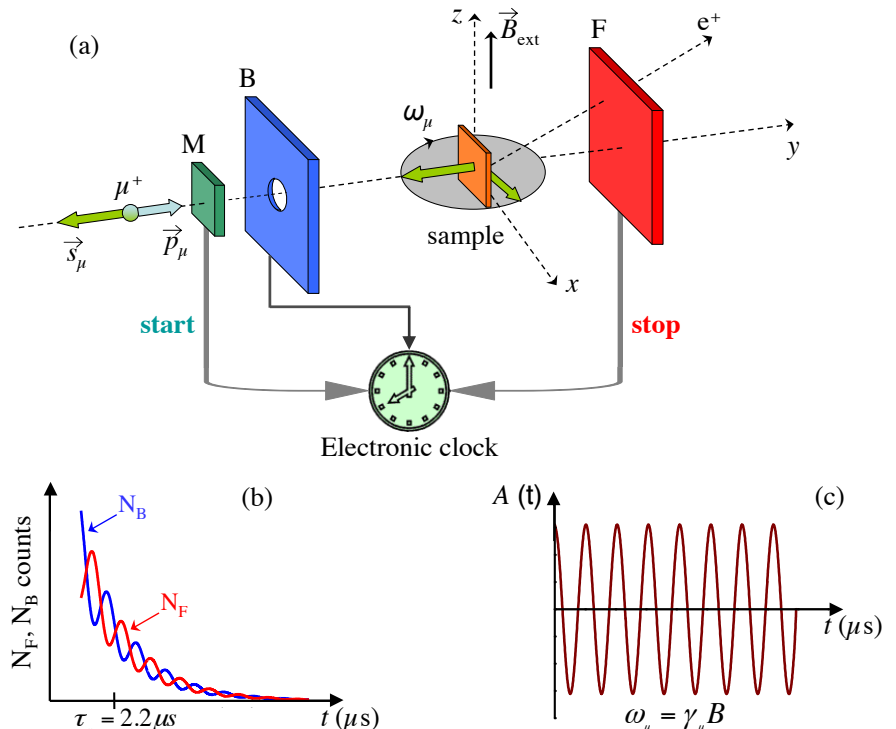 (a)
z
B⃗ext
F
e+
B
ωμ
M
y
μ+
s⃗μ
p⃗μ
sample
x
start
stop
Electronic clock
(b)
NB
NF
NF, NB counts
τ = 2.2μs
t (μs)
A (t)
(c)
t (μs)
ωμ = γμB